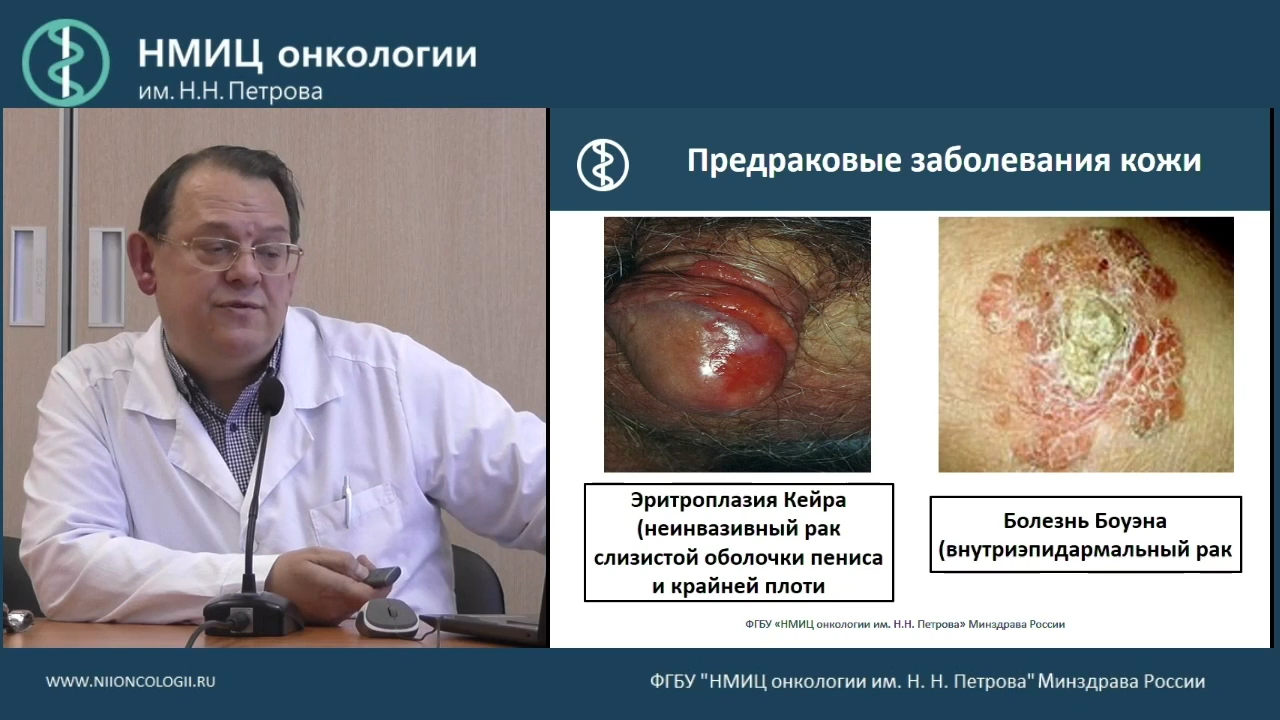 НМИЦ онкологии
им. Н.Н. Петрова
Предраковые заболевания кожи
Эритроплазия Кейра
(неинвазивный рак
слизистой оболочки пениса
и крайней плоти
Болезнь Боуэна
(внутриэпидармальный рак
ФГБУ «НМИЦ онкологии им. Н.Н. Петрова» Минздрава России
WWW.NIIONCOLOGII.RU
ФГБУ "НМИЦ онкологии им. Н. Н. Петрова" Минздрава России